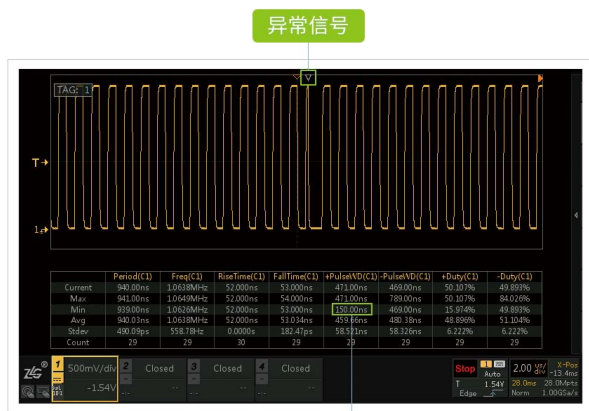 异常信号
TAG: 1
T
1
Period(C1) Freq(C1) RiseTime(C1) FallTime(C1) +PulseWD(C1) -PulseWD(C1) +Duty(C1) -Duty(C1)
Current 940.00ns 1.0638MHz 52.000ns 53.000ns 471.00ns 469.00ns 50.107% 49.893%
Max 941.00ns 1.0649MHz 52.000ns 54.000ns 471.00ns 789.00ns 50.107% 84.026%
Min 939.00ns 1.0626MHz 52.000ns 53.000ns 150.00ns 469.00ns 15.974% 49.893%
Avg 940.03ns 1.0638MHz 52.000ns 53.034ns 459.66ns 480.38ns 48.896% 51.104%
Stdev 490.09ps 558.78Hz 0.0000s 182.47ps 58.521ns 58.326ns 6.222% 6.222%
Count 29 29 30 29 29 29 29 29
ZLG® 1 500mV/div 2 Closed 3 Closed 4 Closed Stop Auto 2.00 us/div X-Pos -13.4ms
-1.54V T 1.54V 28.0ms 28.0Mpts
Edge Norm 1.00GSa/s